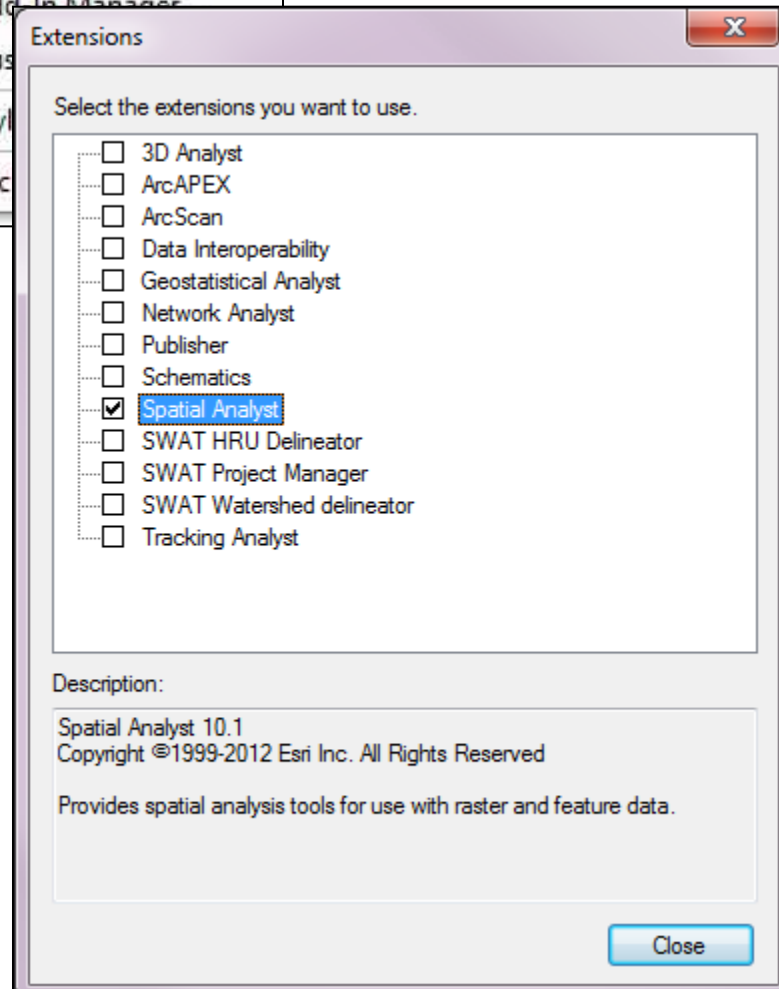 Manager
Extensions
Select the extensions you want to use.
3D Analyst
ArcAPEX
ArcScan
Data Interoperability
Geostatistical Analyst
Network Analyst
Publisher
Schematics
Spatial Analyst
SWAT HRU Delineator
SWAT Project Manager
SWAT Watershed delineator
Tracking Analyst
Description:
Spatial Analyst 10.1
Copyright ©1999-2012 Esri Inc. All Rights Reserved
Provides spatial analysis tools for use with raster and feature data.
Close